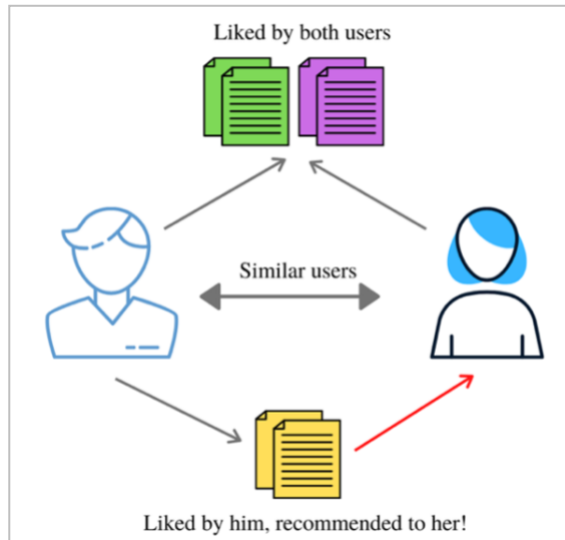 Liked by both users
Similar users
Liked by him, recommended to her!